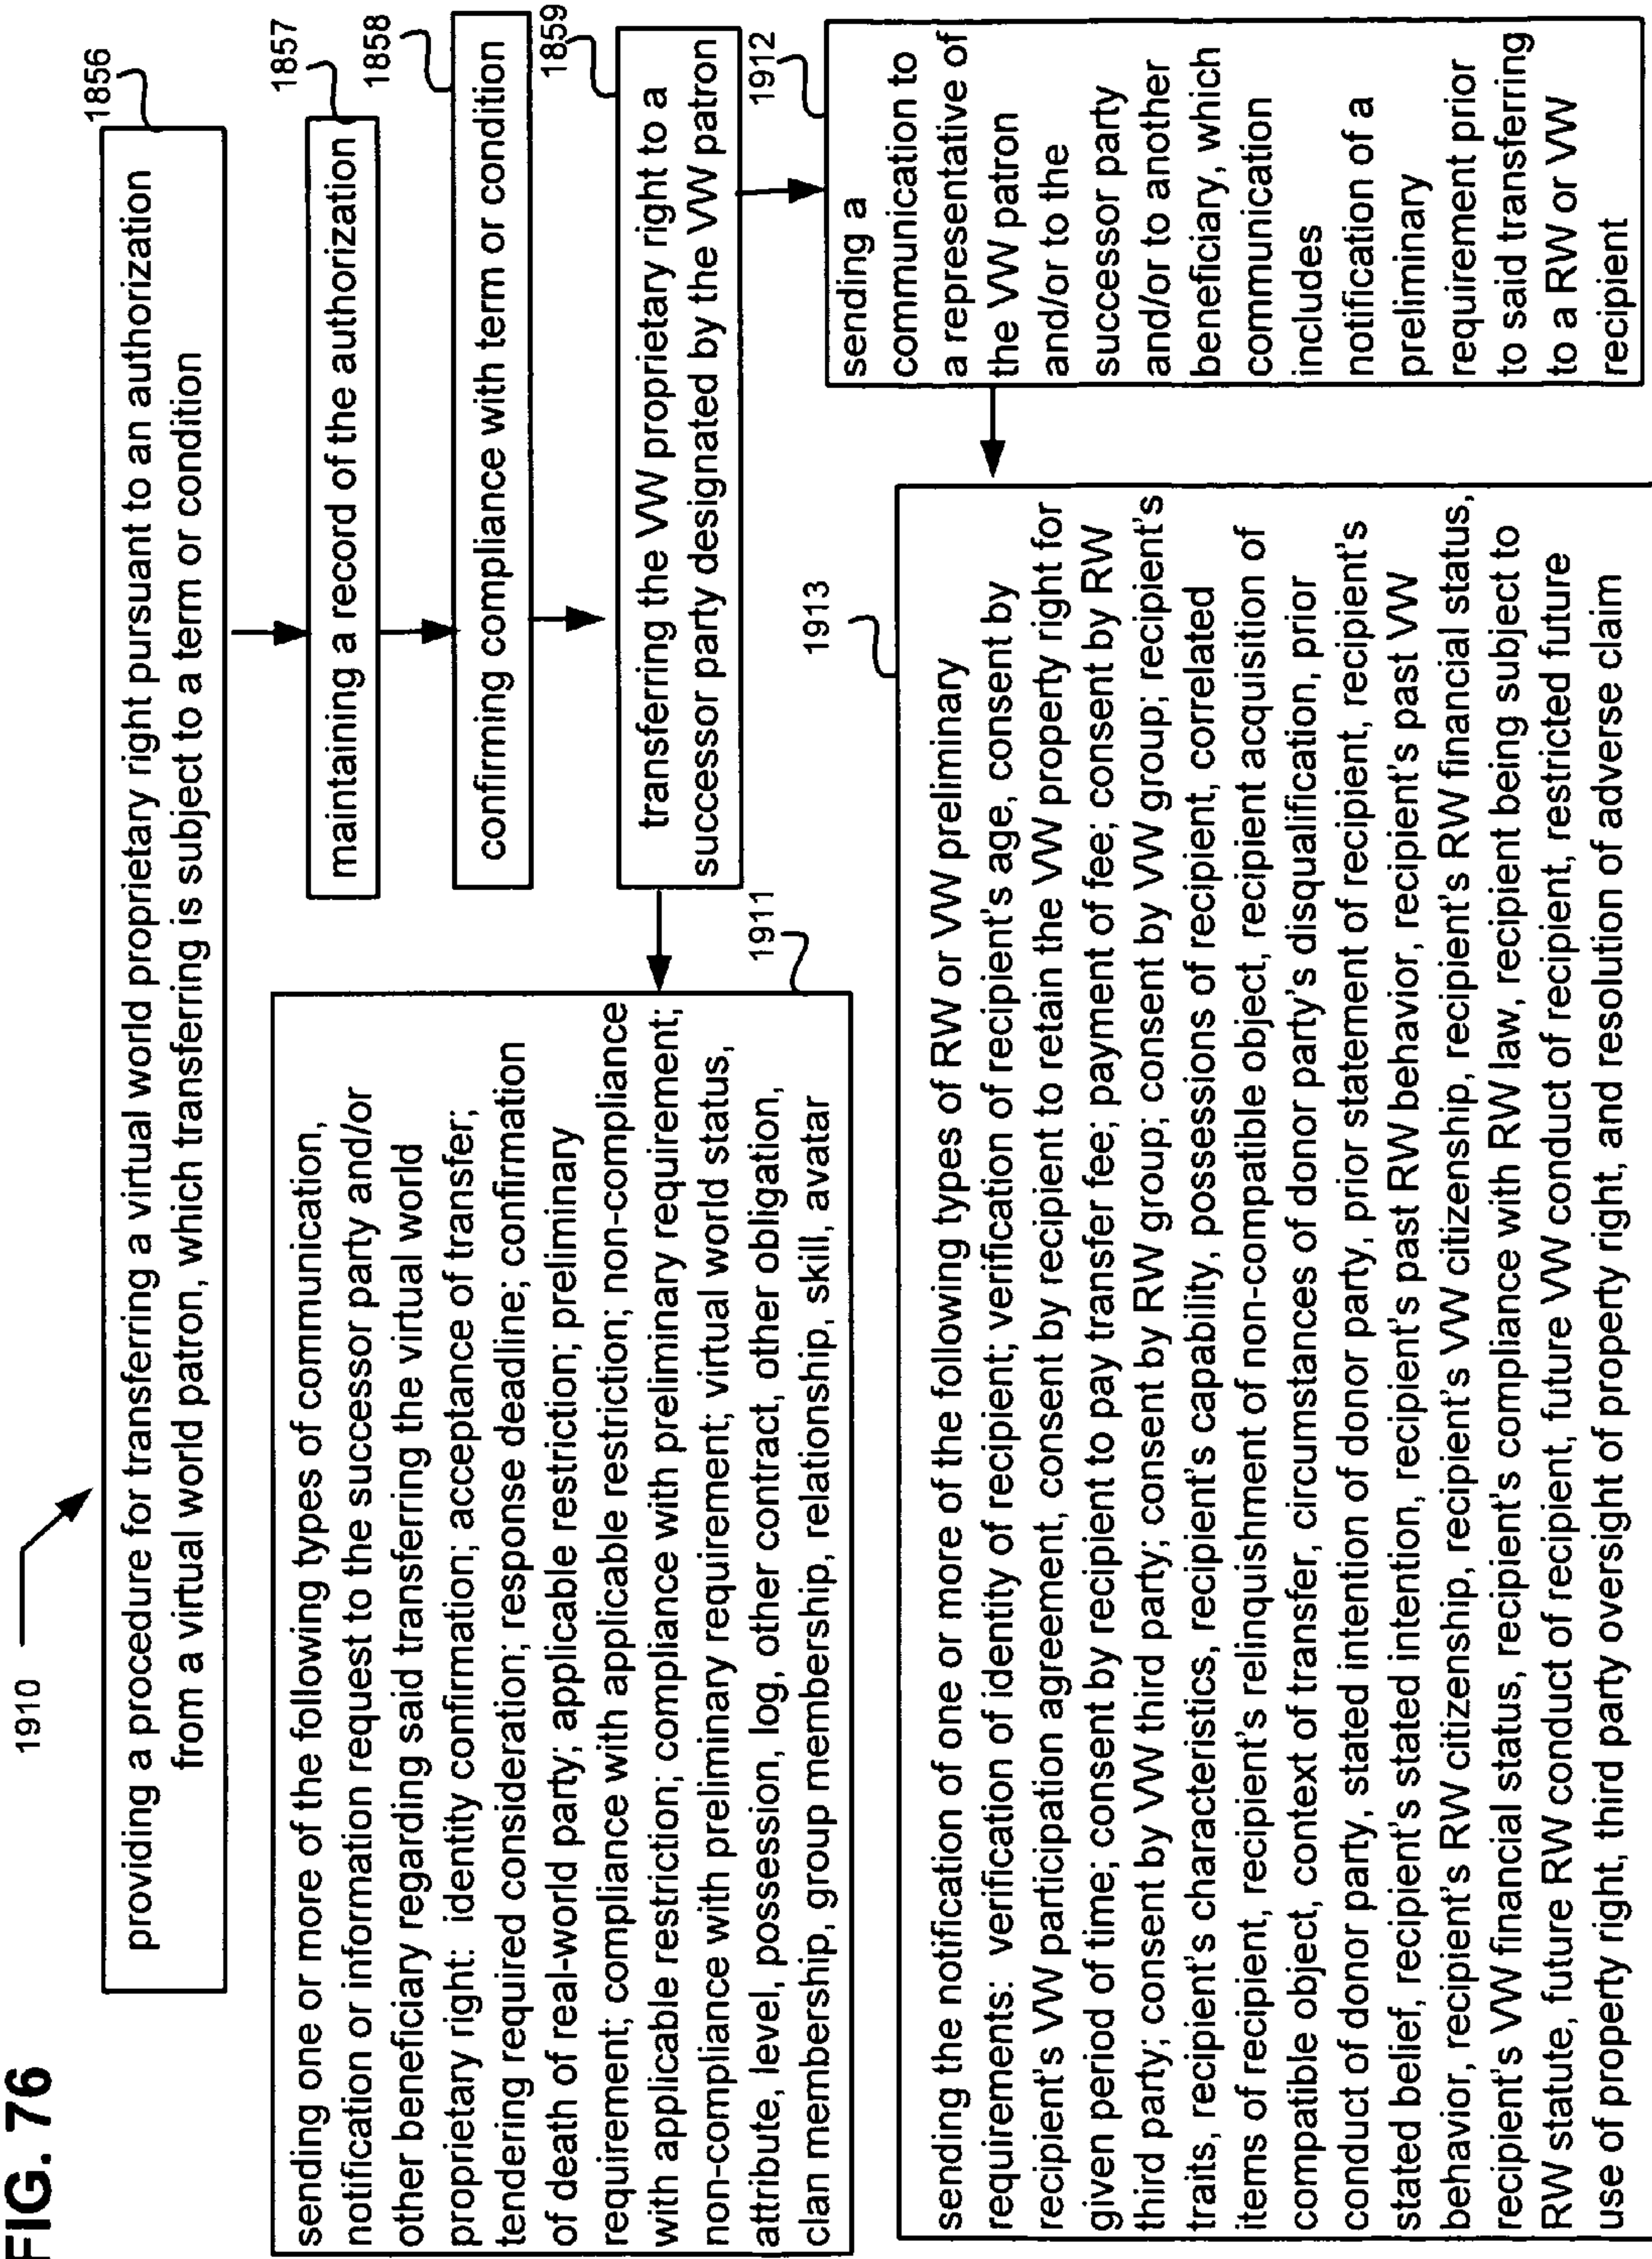 FIG. 76
1910
1856
providing a procedure for transferring a virtual world proprietary right pursuant to an authorization
from a virtual world patron, which transferring is subject to a term or condition
1857
maintaining a record of the authorization
1858
confirming compliance with term or condition
1859
transferring the VW proprietary right to a
successor party designated by the VW patron
1911
sending one or more of the following types of communication,
notification or information request to the successor party and/or
other beneficiary regarding said transferring the virtual world
proprietary right: identity confirmation; acceptance of transfer;
tendering required consideration; response deadline; confirmation
of death of real-world party; applicable restriction; preliminary
requirement; compliance with applicable restriction; non-compliance
with applicable restriction; compliance with preliminary requirement;
non-compliance with preliminary requirement; virtual world status,
attribute, level, possession, log, other contract, other obligation,
clan membership, group membership, relationship, skill, avatar
1912
sending a
communication to
a representative of
the VW patron
and/or to the
successor party
and/or to another
beneficiary, which
communication
includes
notification of a
preliminary
requirement prior
to said transferring
to a RW or VW
recipient
1913
sending the notification of one or more of the following types of RW or VW preliminary
requirements: verification of identity of recipient; verification of recipient's age, consent by
recipient's VW participation agreement, consent by recipient to retain the VW property right for
given period of time; consent by recipient to pay transfer fee; payment of fee; consent by RW
third party; consent by VW third party; consent by RW group; consent by VW group; recipient's
traits, recipient's characteristics, recipient's capability, possessions of recipient, correlated
items of recipient, recipient's relinquishment of non-compatible object, recipient acquisition of
compatible object, context of transfer, circumstances of donor party's disqualification, prior
conduct of donor party, stated intention of donor party, prior statement of recipient, recipient's
stated belief, recipient's stated intention, recipient's past RW behavior, recipient's past VW
behavior, recipient's RW citizenship, recipient's VW citizenship, recipient's RW financial status,
recipient's VW financial status, recipient's compliance with RW law, recipient being subject to
RW statute, future RW conduct of recipient, future VW conduct of recipient, restricted future
use of property right, third party oversight of property right, and resolution of adverse claim